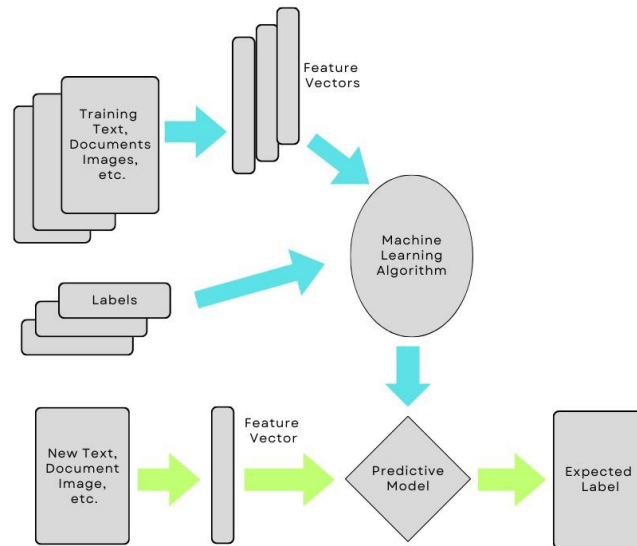 Training
Text,
Documents
Images,
etc.
Feature
Vectors
Machine
Learning
Algorithm
Labels
New Text,
Document
Image,
etc.
Feature
Vector
Predictive
Model
Expected
Label